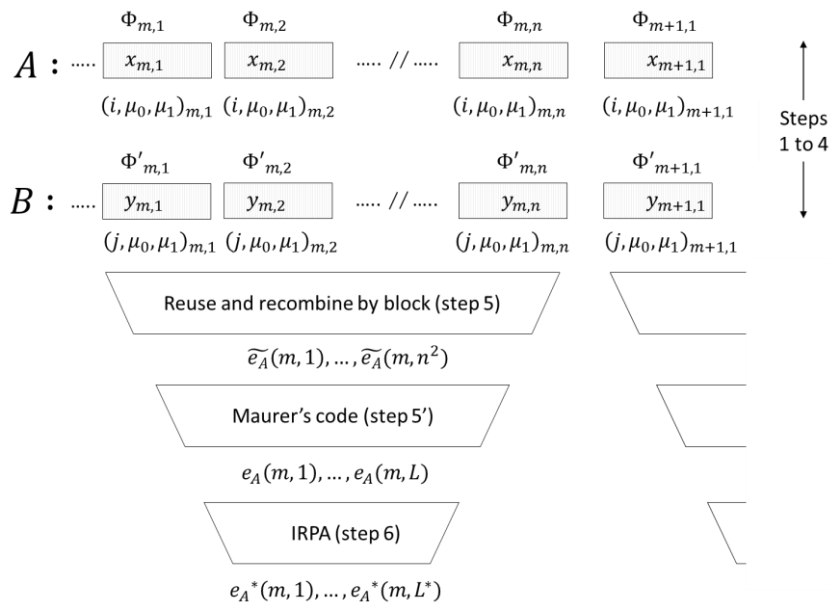 Φ_{m,1} Φ_{m,2} Φ_{m,n} Φ_{m+1,1}
A : ..... x_{m,1} x_{m,2} ..... // ..... x_{m,n} x_{m+1,1}
(i, μ_0, μ_1)_{m,1} (i, μ_0, μ_1)_{m,2} (i, μ_0, μ_1)_{m,n} (i, μ_0, μ_1)_{m+1,1}
Steps
1 to 4
Φ'_{m,1} Φ'_{m,2} Φ'_{m,n} Φ'_{m+1,1}
B : ..... y_{m,1} y_{m,2} ..... // ..... y_{m,n} y_{m+1,1}
(j, μ_0, μ_1)_{m,1} (j, μ_0, μ_1)_{m,2} (j, μ_0, μ_1)_{m,n} (j, μ_0, μ_1)_{m+1,1}
Reuse and recombine by block (step 5)
\widetilde{e_A}(m, 1), ... , \widetilde{e_A}(m, n^2)
Maurer's code (step 5')
e_A(m, 1), ... , e_A(m, L)
IRPA (step 6)
e_A^*(m, 1), ... , e_A^*(m, L^*)